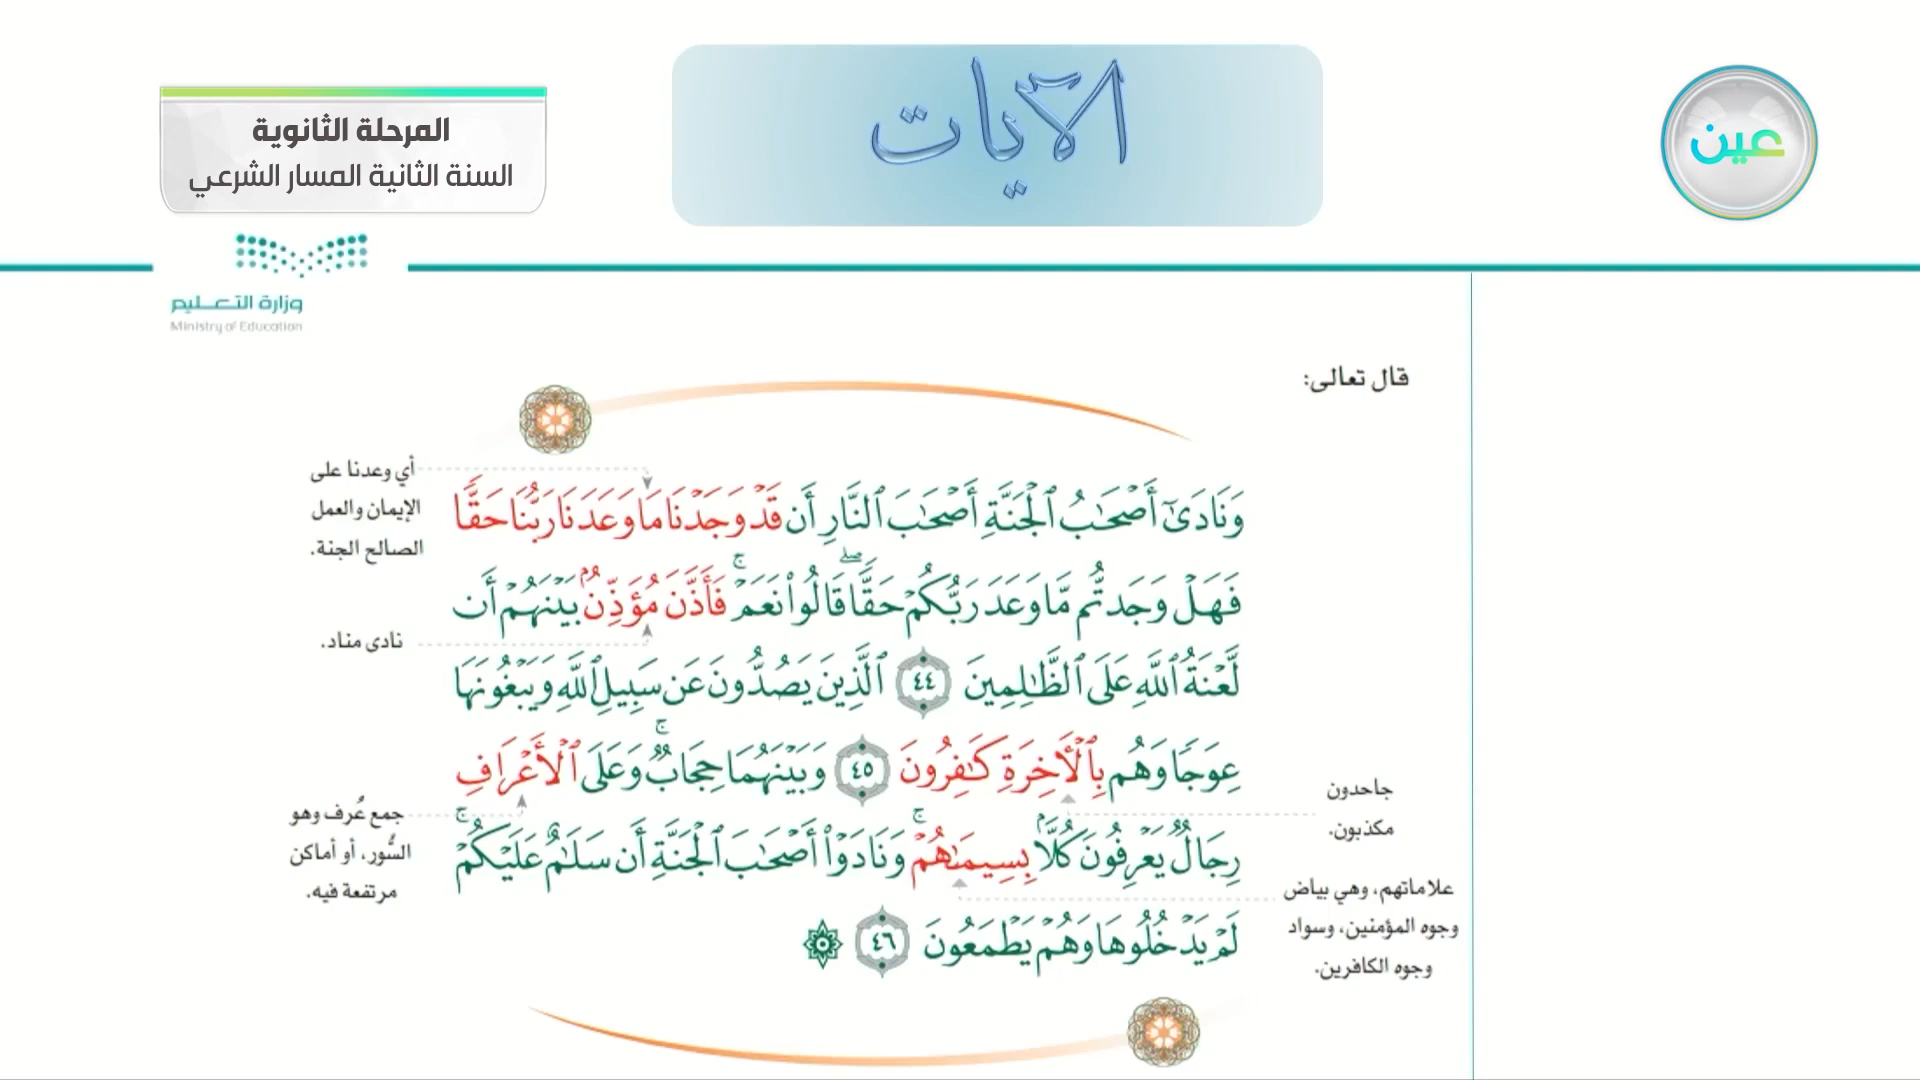 عين
الآيات
المرحلة الثانوية
السنة الثانية المسار الشرعي
وزارة التعليم
Ministry of Education
قال تعالى:
وَنَادَىٰٓ أَصْحَٰبُ ٱلْجَنَّةِ أَصْحَٰبَ ٱلنَّارِ أَن قَدْ وَجَدْنَا مَا وَعَدَنَا رَبُّنَا حَقًّا
فَهَلْ وَجَدتُّم مَّا وَعَدَ رَبُّكُمْ حَقًّا ۖ قَالُوا۟ نَعَمْ ۚ فَأَذَّنَ مُؤَذِّنٌۢ بَيْنَهُمْ أَن
لَّعْنَةُ ٱللَّهِ عَلَى ٱلظَّٰلِمِينَ ٤٤ ٱلَّذِينَ يَصُدُّونَ عَن سَبِيلِ ٱللَّهِ وَيَبْغُونَهَا
عِوَجًا وَهُم بِٱلْأَخِرَةِ كَٰفِرُونَ ٤٥ وَبَيْنَهُمَا حِجَابٌ ۚ وَعَلَى ٱلْأَعْرَافِ
رِجَالٌ يَعْرِفُونَ كُلًّۢا بِسِيمَىٰهُمْ ۚ وَنَادَوْا۟ أَصْحَٰبَ ٱلْجَنَّةِ أَن سَلَٰمٌ عَلَيْكُمْ ۚ
لَمْ يَدْخُلُوهَا وَهُمْ يَطْمَعُونَ ٤٦
أي وعدنا على
الإيمان والعمل
الصالح الجنة.
نادى مناد.
جاحدون
مكذبون.
جمع عُرف وهو
السُّور، أو أماكن
مرتفعة فيه.
علاماتهم، وهي بياض
وجوه المؤمنين، وسواد
وجوه الكافرين.